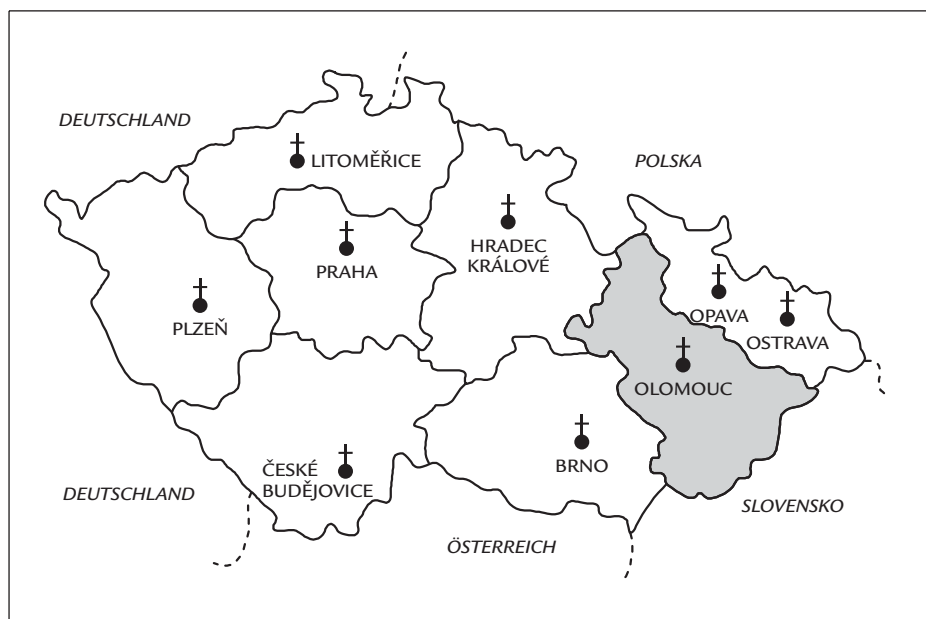 DEUTSCHLAND
LITOMĚŘICE
POLSKA
HRADEC
KRÁLOVÉ
PRAHA
PLZEŇ
OPAVA
OSTRAVA
OLOMOUC
BRNO
ČESKÉ
BUDĚJOVICE
DEUTSCHLAND
SLOVENSKO
ÖSTERREICH